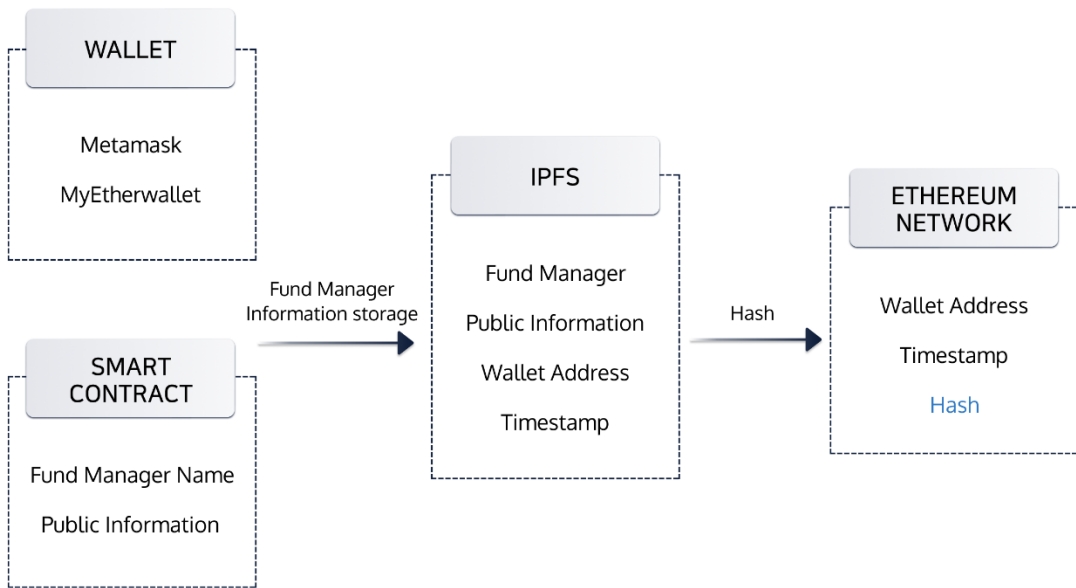 WALLET
Metamask
MyEtherwallet
SMART
CONTRACT
Fund Manager Name
Public Information
Fund Manager
Information storage
IPFS
Fund Manager
Public Information
Wallet Address
Timestamp
Hash
ETHEREUM
NETWORK
Wallet Address
Timestamp
Hash